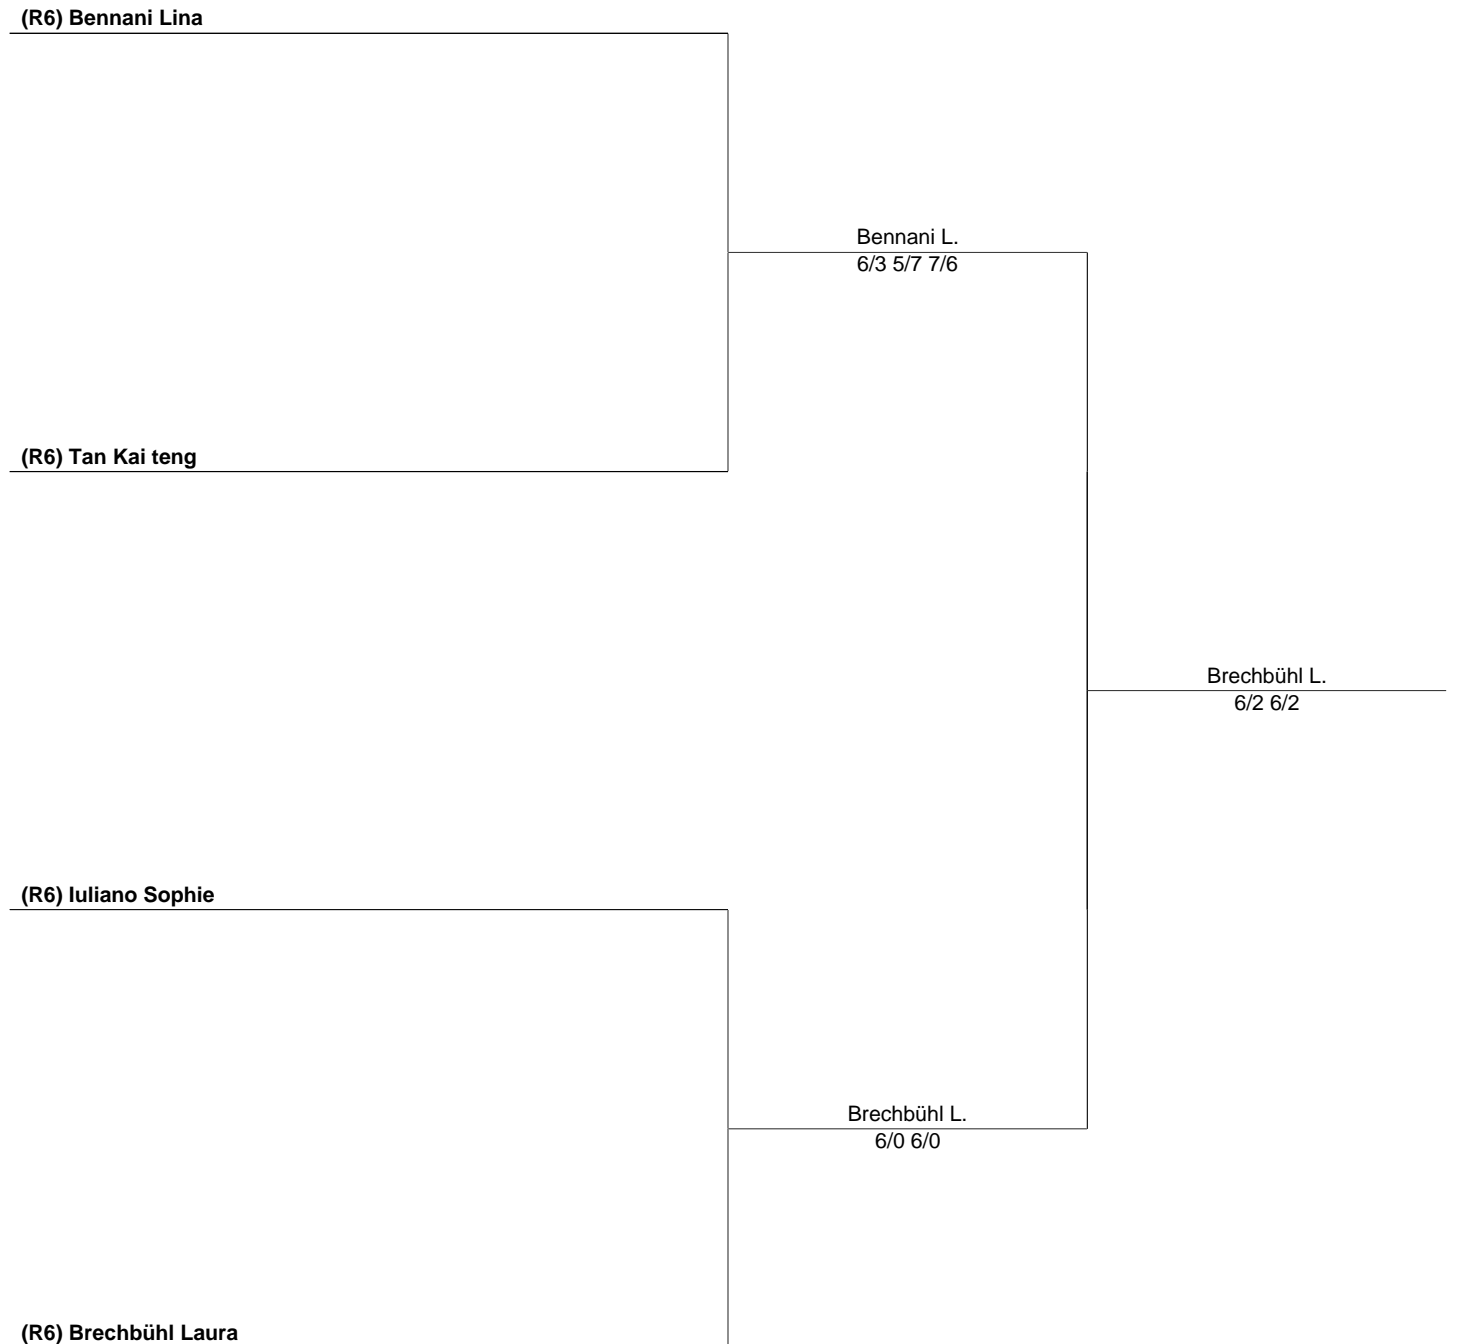 (R6) Bennani Lina
Bennani L.
6/3 5/7 7/6
(R6) Tan Kai teng
Brechbühl L.
6/2 6/2
(R6) Iuliano Sophie
Brechbühl L.
6/0 6/0
(R6) Brechbühl Laura